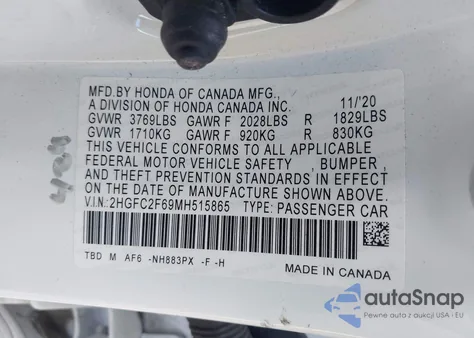 MFD.BY HONDA OF CANADA MFG.,
A DIVISION OF HONDA CANADA INC. 11/20
GVWR 3769LBS GAWR F 2028LBS R 1829LBS
GVWR 1710KG GAWR F 920KG R 830KG
THIS VEHICLE CONFORMS TO ALL APPLICABLE
FEDERAL MOTOR VEHICLE SAFETY , BUMPER ,
AND THEFT PREVENTION STANDARDS IN EFFECT
ON THE DATE OF MANUFACTURE SHOWN ABOVE.
V.I.N: 2HGFC2F69MH515865 TYPE: PASSENGER CAR
TBD M AF6 -NH883PX -F -H
MADE IN CANADA
autoSnap
Pewne auto z USA i EU